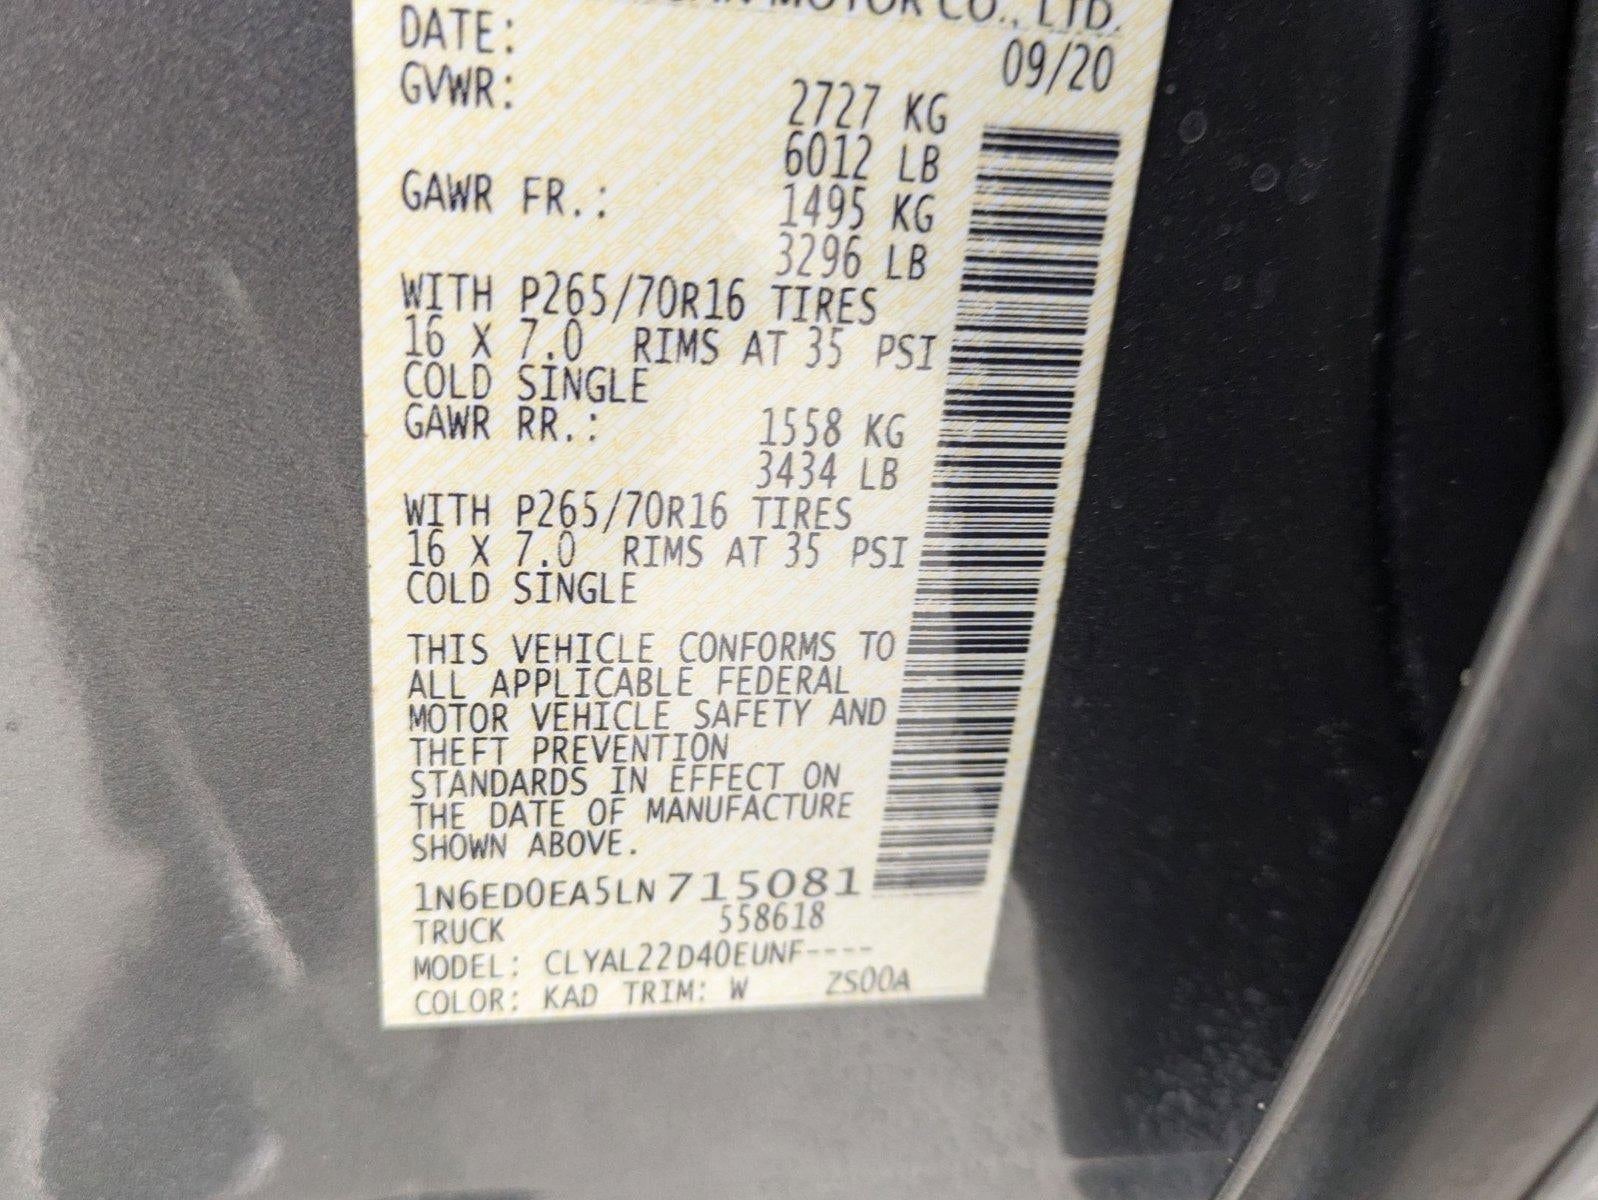 MOTOR CO., LTD.
DATE: 09/20
GVWR: 2727 KG
6012 LB
GAWR FR.: 1495 KG
3296 LB
WITH P265/70R16 TIRES
16 X 7.0 RIMS AT 35 PSI
COLD SINGLE
GAWR RR.: 1558 KG
3434 LB
WITH P265/70R16 TIRES
16 X 7.0 RIMS AT 35 PSI
COLD SINGLE
THIS VEHICLE CONFORMS TO
ALL APPLICABLE FEDERAL
MOTOR VEHICLE SAFETY AND
THEFT PREVENTION
STANDARDS IN EFFECT ON
THE DATE OF MANUFACTURE
SHOWN ABOVE.
1N6ED0EA5LN715081
TRUCK 558618
MODEL: CLYAL22D40EUNF----
COLOR: KAD TRIM: W ZS00A